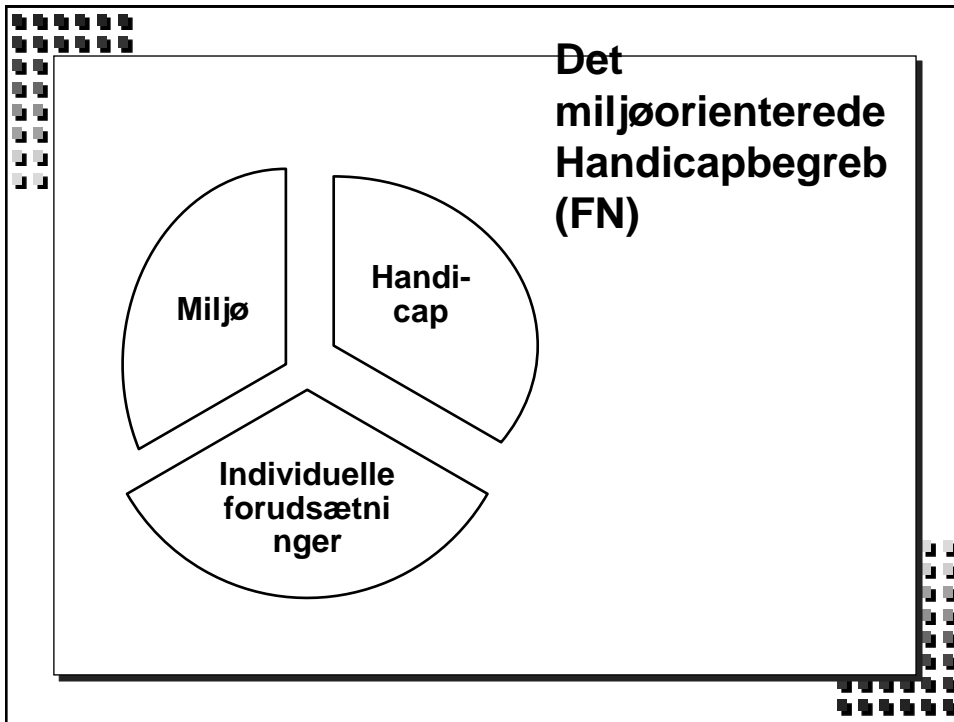 Det
miljøorienterede
Handicapbegreb
(FN)
Miljø
Handi-
cap
Individuelle
forudsætni
nger